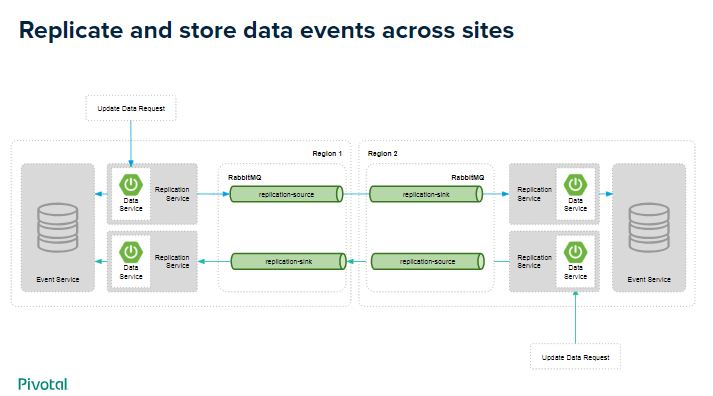 Replicate and store data events across sites
Update Data Request
Region 1
Region 2
RabbitMQ
RabbitMQ
Data
Service
Replication
Service
replication-source
replication-sink
Replication
Service
Data
Service
Data
Service
Replication
Service
replication-sink
replication-source
Replication
Service
Data
Service
Event Service
Event Service
Update Data Request
Pivotal